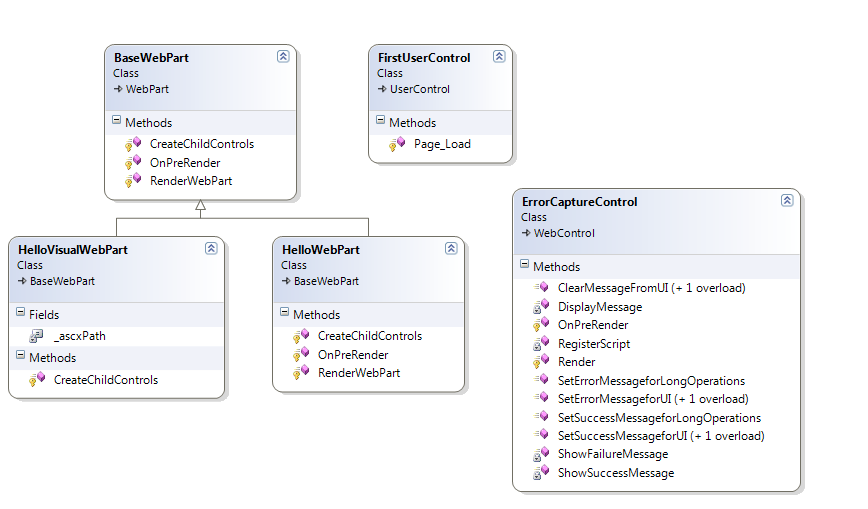 BaseWebPart
Class
WebPart
Methods
CreateChildControls
OnPreRender
RenderWebPart
FirstUserControl
Class
UserControl
Methods
Page_Load
HelloVisualWebPart
Class
BaseWebPart
Fields
_ascxPath
Methods
CreateChildControls
HelloWebPart
Class
BaseWebPart
Methods
CreateChildControls
OnPreRender
RenderWebPart
ErrorCaptureControl
Class
WebControl
Methods
ClearMessageFromUI (+ 1 overload)
DisplayMessage
OnPreRender
RegisterScript
Render
SetErrorMessageforLongOperations
SetErrorMessageforUI (+ 1 overload)
SetSuccessMessageforLongOperations
SetSuccessMessageforUI (+ 1 overload)
ShowFailureMessage
ShowSuccessMessage